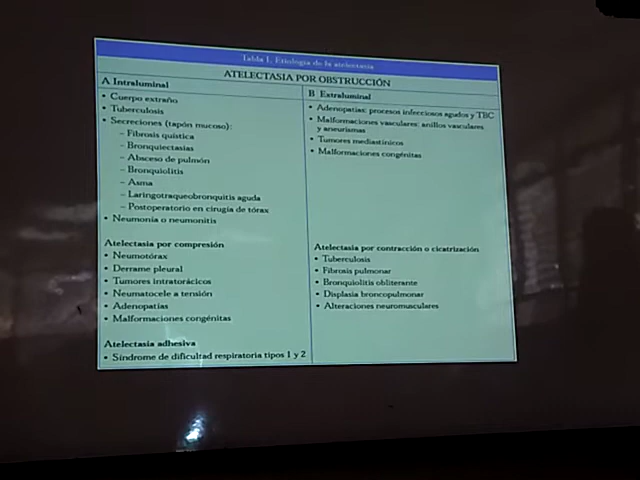 Tabla 1. Etiología de la atelectasia
ATELECTASIA POR OBSTRUCCIÓN
A Intraluminal
• Cuerpo extraño
• Tuberculosis
• Secreciones (tapón mucoso):
– Fibrosis quística
– Bronquiectasias
– Absceso de pulmón
– Bronquiolitis
– Asma
– Laringotraqueobronquitis aguda
– Postoperatorio en cirugía de tórax
• Neumonía o neumonitis
B Extraluminal
• Adenopatías: procesos infecciosos agudos y TBC
• Malformaciones vasculares: anillos vasculares
y aneurismas
• Tumores mediastínicos
• Malformaciones congénitas
Atelectasia por compresión
• Neumotórax
• Derrame pleural
• Tumores intratorácicos
• Neumatocele a tensión
• Adenopatías
• Malformaciones congénitas
Atelectasia por contracción o cicatrización
• Tuberculosis
• Fibrosis pulmonar
• Bronquiolitis obliterante
• Displasia broncopulmonar
• Alteraciones neuromusculares
Atelectasia adhesiva
• Síndrome de dificultad respiratoria tipos 1 y 2